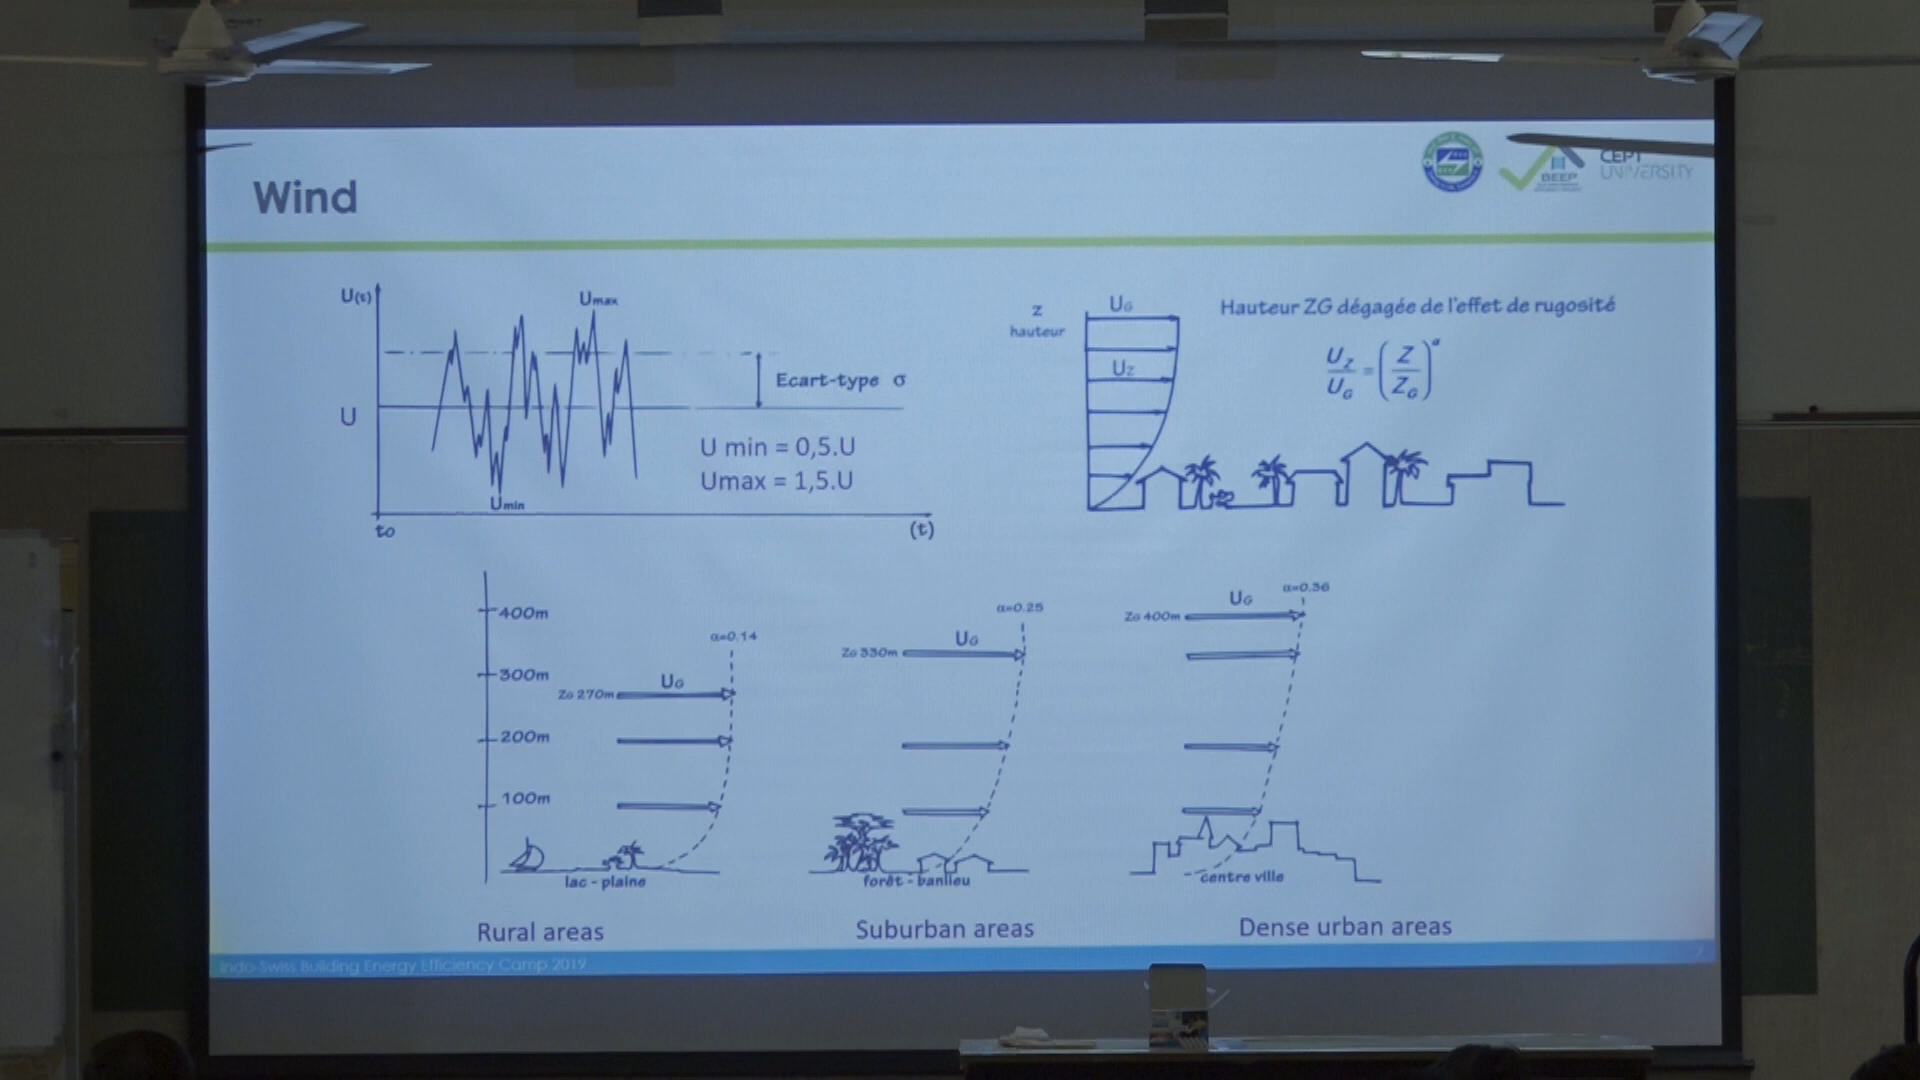 Wind
BEEP
CEPT
UNIVERSITY
U(t)
Umax
Ecart-type σ
U
U min = 0,5.U
Umax = 1,5.U
Umin
to
(t)
z
hauteur
UG
UZ
Hauteur ZG dégagée de l'effet de rugosité
UZ/UG = (Z/ZG)^α
400m
300m
200m
100m
α=0.14
UG
ZG 270m
lac - plaine
α=0.25
UG
ZG 330m
forêt - banlieu
α=0.36
UG
ZG 400m
centre ville
Rural areas
Suburban areas
Dense urban areas
Indo-Swiss Building Energy Efficiency Camp 2019